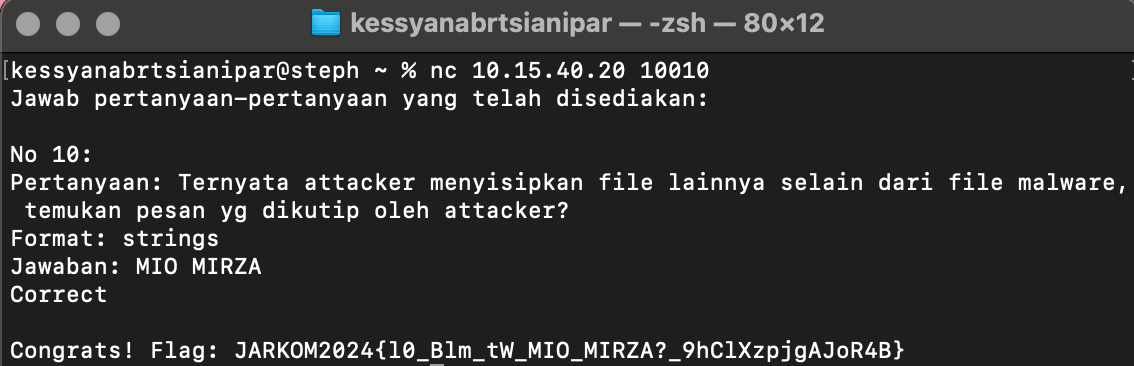 kessyanabrtsianipar — -zsh — 80×12
[kessyanabrtsianipar@steph ~ % nc 10.15.40.20 10010 ]
Jawab pertanyaan-pertanyaan yang telah disediakan:
No 10:
Pertanyaan: Ternyata attacker menyisipkan file lainnya selain dari file malware,
temukan pesan yg dikutip oleh attacker?
Format: strings
Jawaban: MIO MIRZA
Correct
Congrats! Flag: JARKOM2024{l0_Blm_tW_MIO_MIRZA?_9hClXzpjgAJoR4B}